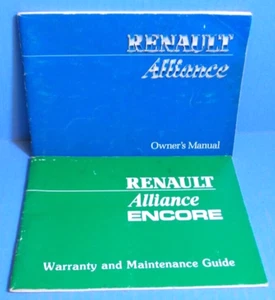 RENAULT
Alliance
Owner's Manual
RENAULT
Alliance
ENCORE
Warranty and Maintenance Guide